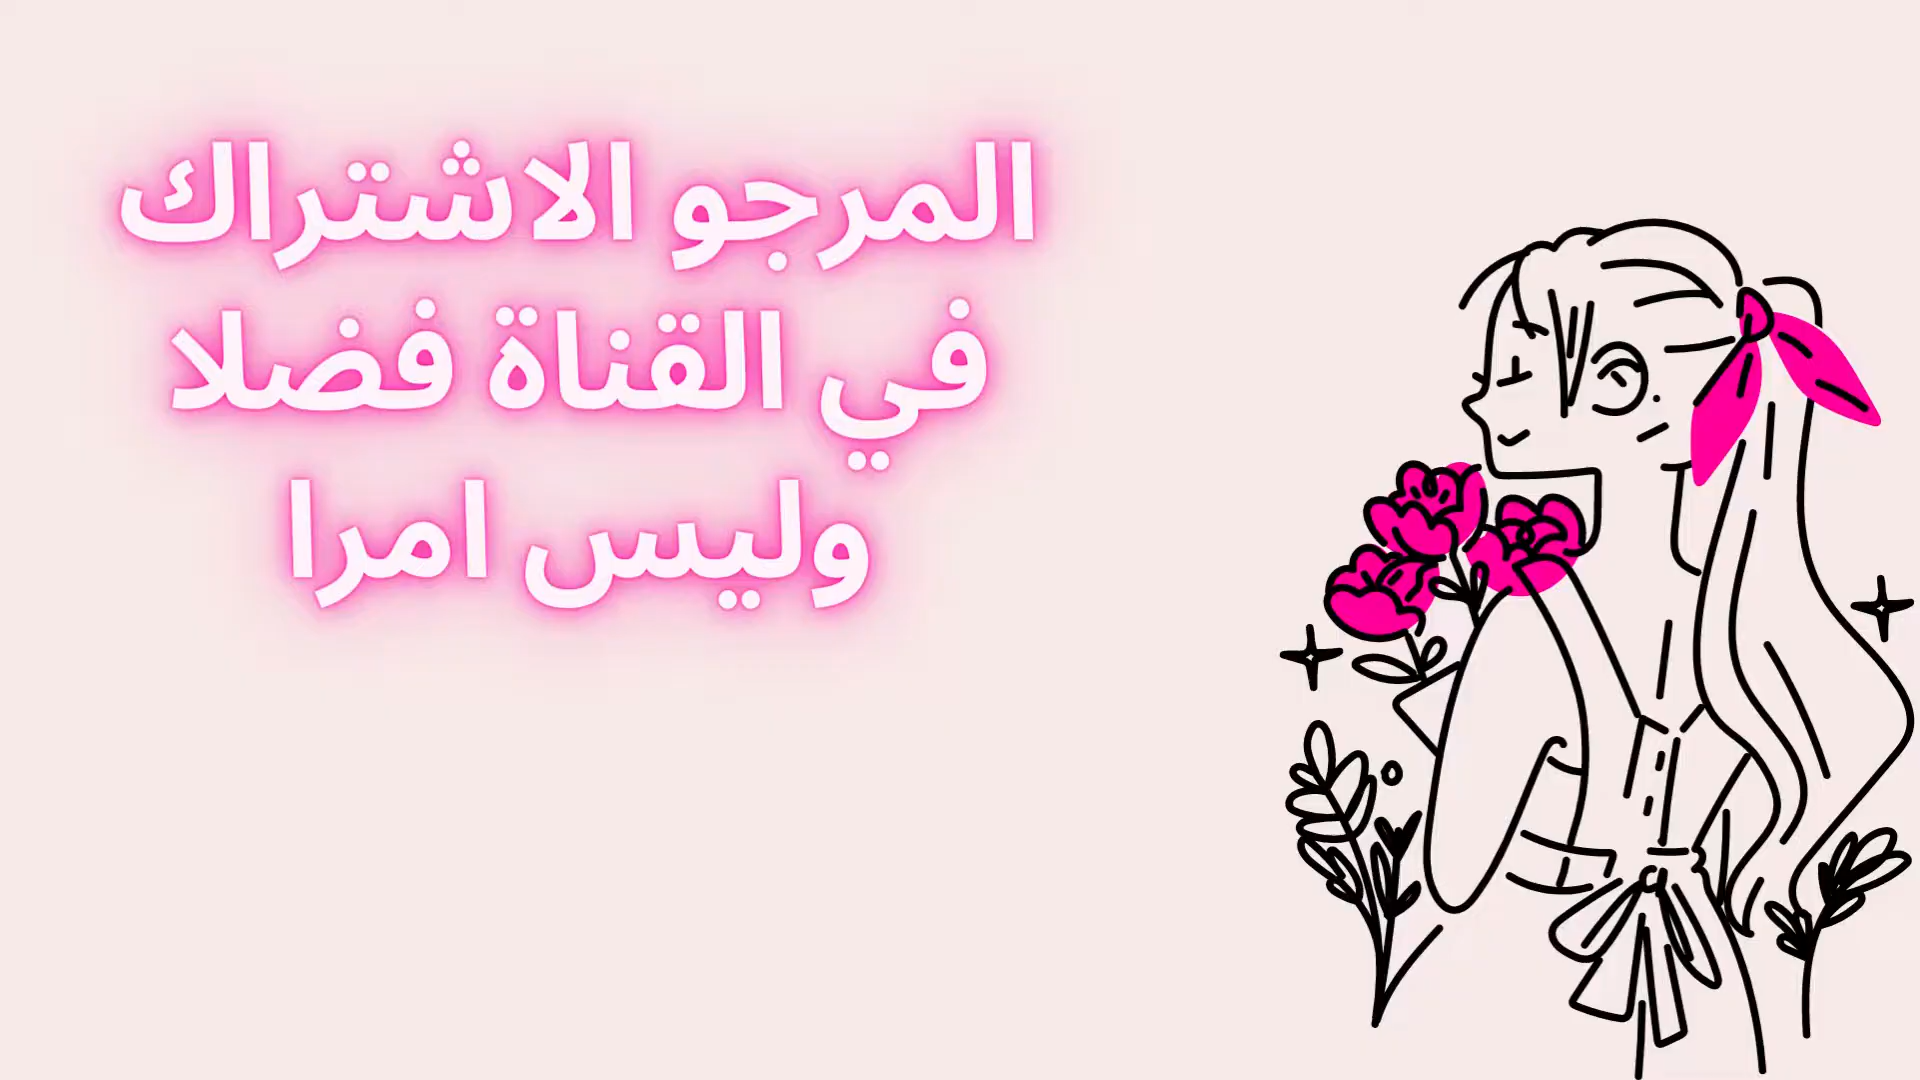 المرجو الاشتراك
في القناة فضلا
وليس امرا